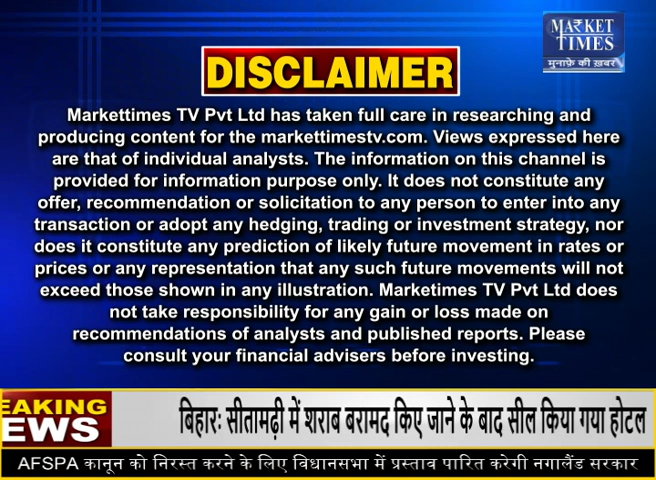 MARKET
TIMES
मुनाफ़े की ख़बर
DISCLAIMER
Markettimes TV Pvt Ltd has taken full care in researching and
producing content for the markettimestv.com. Views expressed here
are that of individual analysts. The information on this channel is
provided for information purpose only. It does not constitute any
offer, recommendation or solicitation to any person to enter into any
transaction or adopt any hedging, trading or investment strategy, nor
does it constitute any prediction of likely future movement in rates or
prices or any representation that any such future movements will not
exceed those shown in any illustration. Marketimes TV Pvt Ltd does
not take responsibility for any gain or loss made on
recommendations of analysts and published reports. Please
consult your financial advisers before investing.
EAKING
EWS
बिहारः सीतामढ़ी में शराब बरामद किए जाने के बाद सील किया गया होटल
AFSPA कानून को निरस्त करने के लिए विधानसभा में प्रस्ताव पारित करेगी नगालैंड सरकार